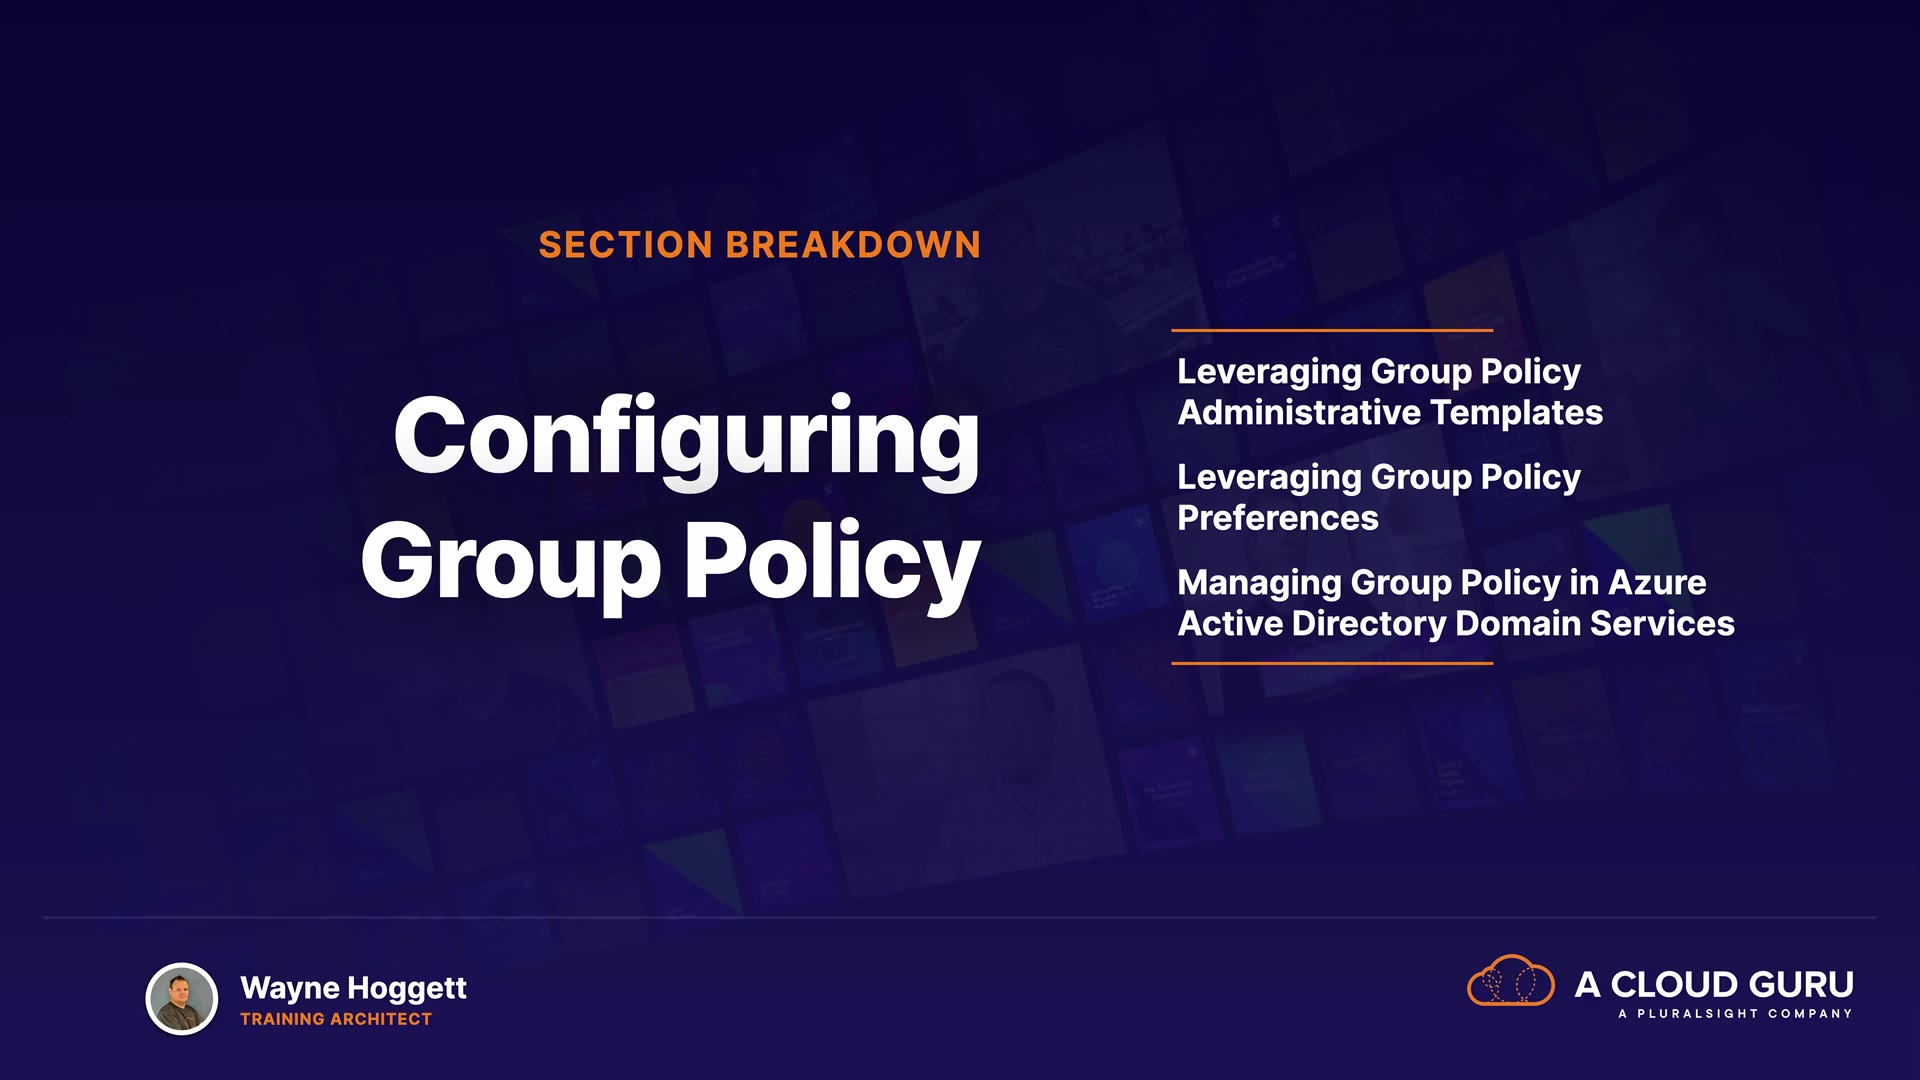 SECTION BREAKDOWN
Configuring
Group Policy
Leveraging Group Policy
Administrative Templates
Leveraging Group Policy
Preferences
Managing Group Policy in Azure
Active Directory Domain Services
Wayne Hoggett
TRAINING ARCHITECT
A CLOUD GURU
A PLURALSIGHT COMPANY